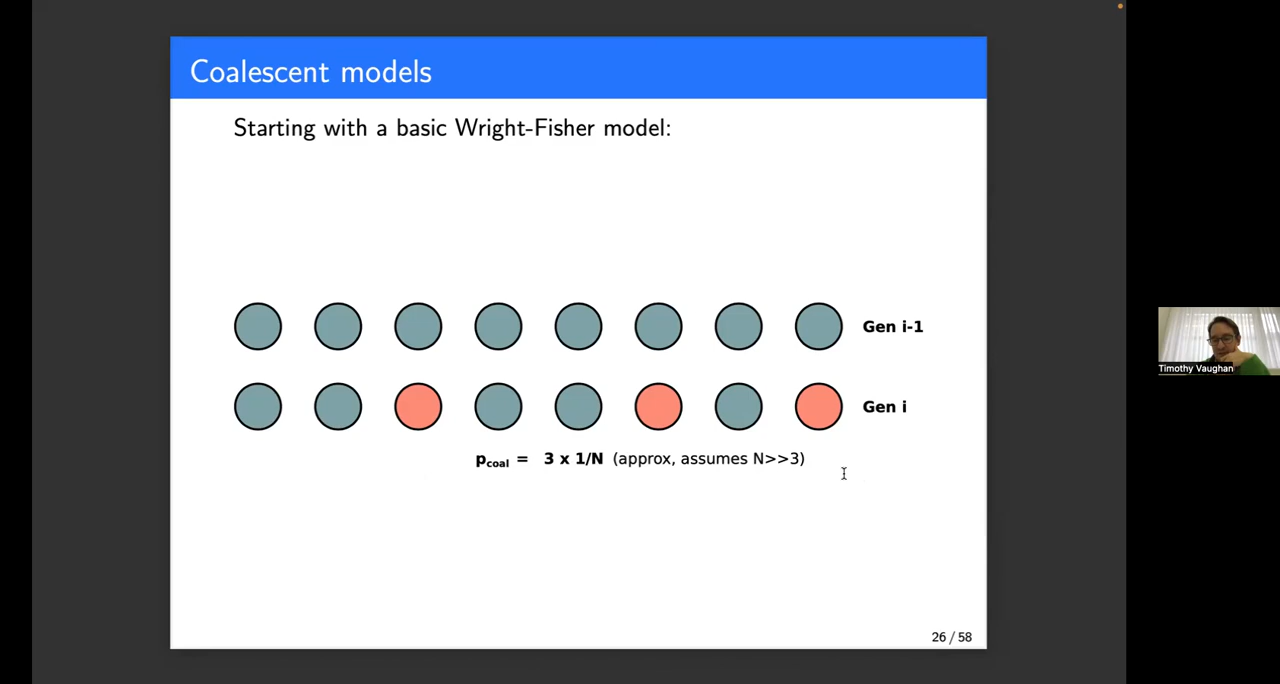 Coalescent models
Starting with a basic Wright-Fisher model:
Gen i-1
Gen i
pcoal = 3 x 1/N (approx, assumes N>>3)
26 / 58
Timothy Vaughan